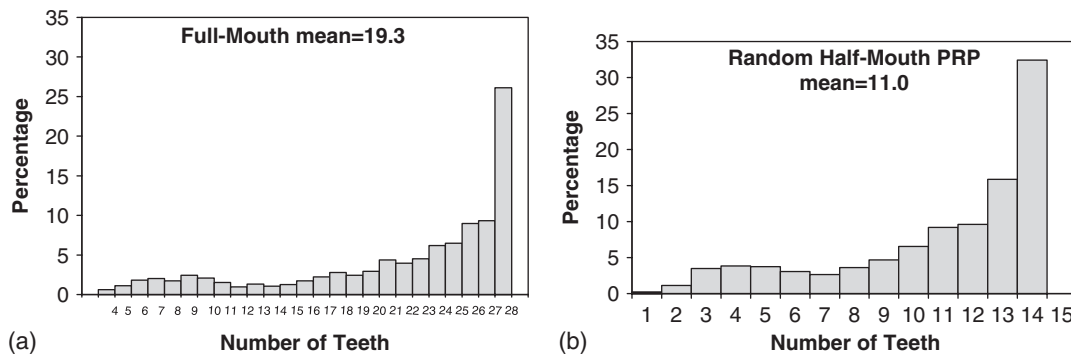 35
30
25
20
15
10
5
0
Percentage
Full-Mouth mean=19.3
4 5 6 7 8 9 10 11 12 13 14 15 16 17 18 19 20 21 22 23 24 25 26 27 28
(a)
Number of Teeth
35
30
25
20
15
10
5
0
Percentage
Random Half-Mouth PRP
mean=11.0
1 2 3 4 5 6 7 8 9 10 11 12 13 14 15
(b)
Number of Teeth